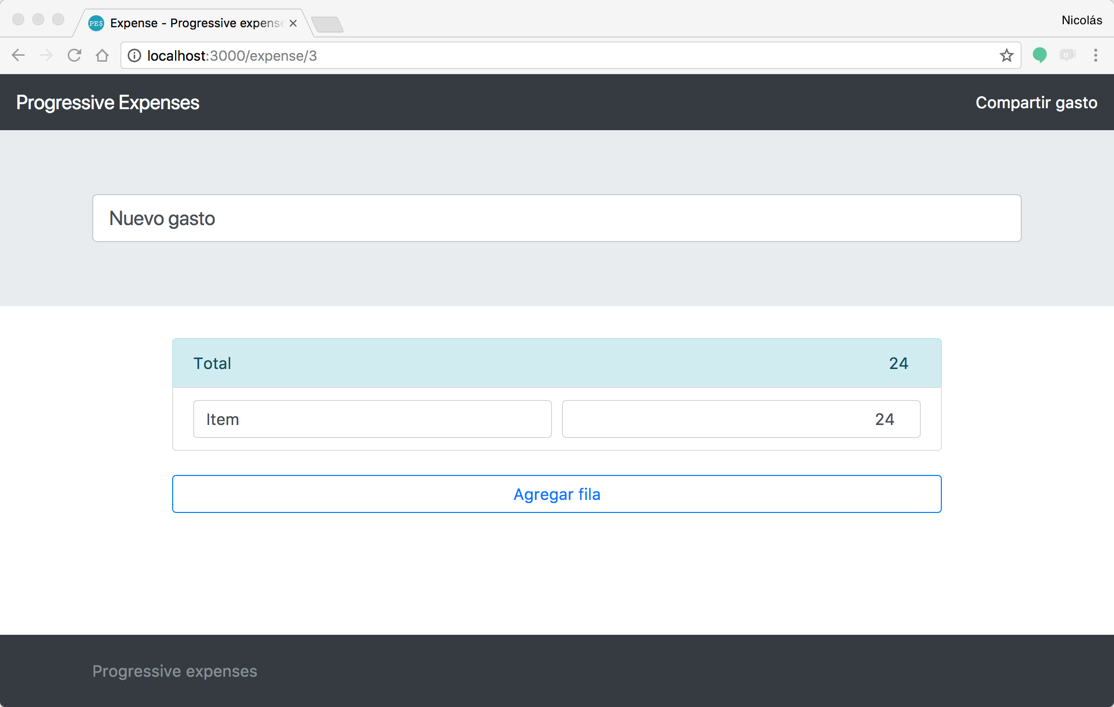 PES Expense - Progressive expens
Nicolás
localhost:3000/expense/3
Progressive Expenses
Compartir gasto
Nuevo gasto
Total 24
Item 24
Agregar fila
Progressive expenses